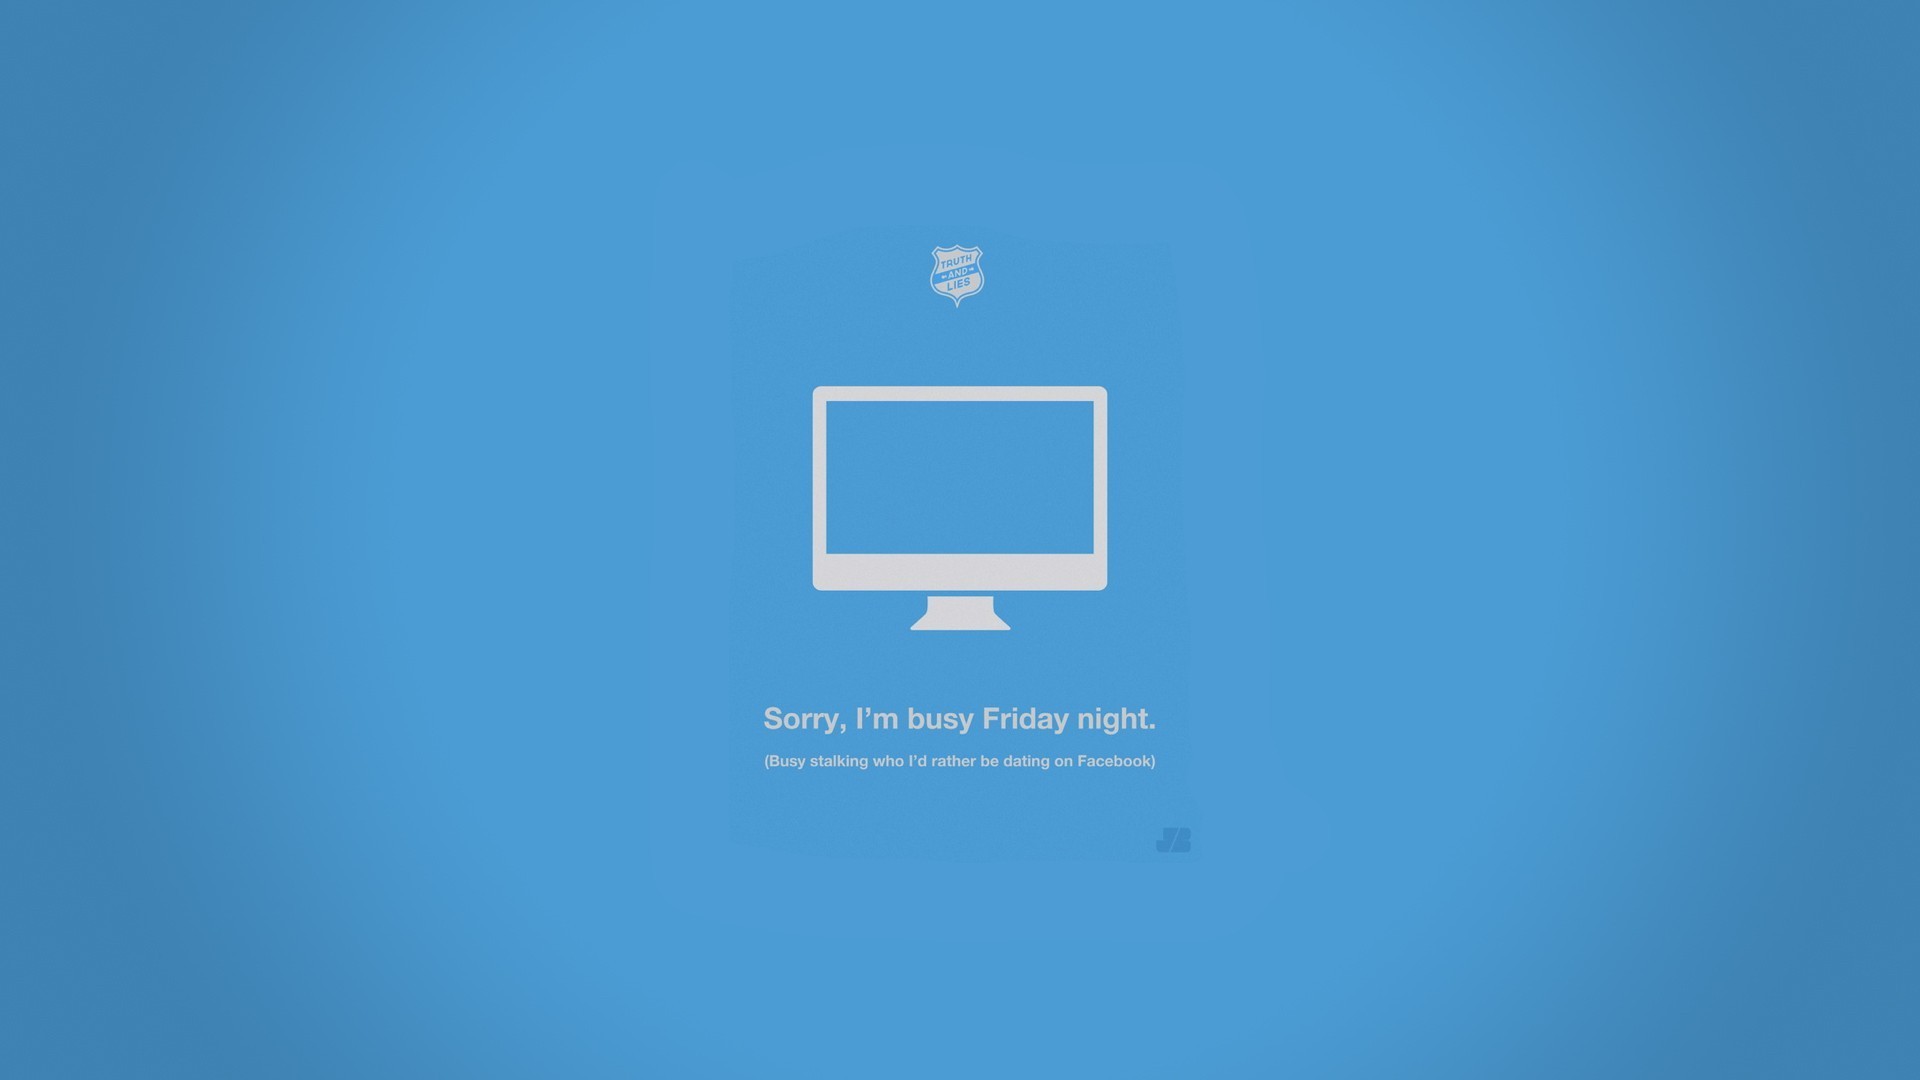 TRUTH
AND
LIES
Sorry, I’m busy Friday night.
(Busy stalking who I’d rather be dating on Facebook)
JB